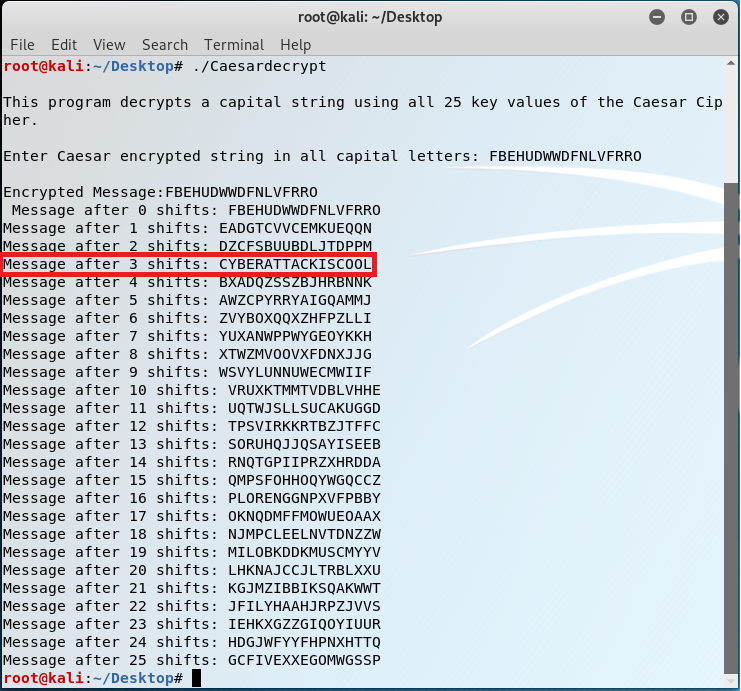 root@kali: ~/Desktop
File Edit View Search Terminal Help
root@kali:~/Desktop# ./Caesardecrypt
This program decrypts a capital string using all 25 key values of the Caesar Cip
her.
Enter Caesar encrypted string in all capital letters: FBEHUDWWDFNLVFRRO
Encrypted Message:FBEHUDWWDFNLVFRRO
Message after 0 shifts: FBEHUDWWDFNLVFRRO
Message after 1 shifts: EADGTCVVCEMKUEQQN
Message after 2 shifts: DZCFSBUUBDLJTDPPM
Message after 3 shifts: CYBERATTACKISCOOL
Message after 4 shifts: BXADQZSSZBJHRBNNK
Message after 5 shifts: AWZCPYRRYAIGQAMMJ
Message after 6 shifts: ZVYBOXQQXZHFPZLLI
Message after 7 shifts: YUXANWPPWYGEOYKKH
Message after 8 shifts: XTWZMVOOVXFDNXJJG
Message after 9 shifts: WSVYLUNNUWECMWIIF
Message after 10 shifts: VRUXKTMMTVDBLVHHE
Message after 11 shifts: UQTWJSLLSUCAKUGGD
Message after 12 shifts: TPSVIRKKRTBZJTFFC
Message after 13 shifts: SORUHQJJQSAYISEEB
Message after 14 shifts: RNQTGPIIPRZXHRDDA
Message after 15 shifts: QMPSFOHHOQYWGQCCZ
Message after 16 shifts: PLORENGGNPXVFPBBY
Message after 17 shifts: OKNQDMFFMOWUEOAAX
Message after 18 shifts: NJMPCLEELNVTDNZZW
Message after 19 shifts: MILOBKDDKMUSCMYYV
Message after 20 shifts: LHKNAJCCJLTRBLXXU
Message after 21 shifts: KGJMZIBBIKSQAKWWT
Message after 22 shifts: JFILYHAAHJRPZJVVS
Message after 23 shifts: IEHKXGZZGIQOYIUUR
Message after 24 shifts: HDGJWFYYFHPNXHTTQ
Message after 25 shifts: GCFIVEXXEGOMWGSSP
root@kali:~/Desktop#